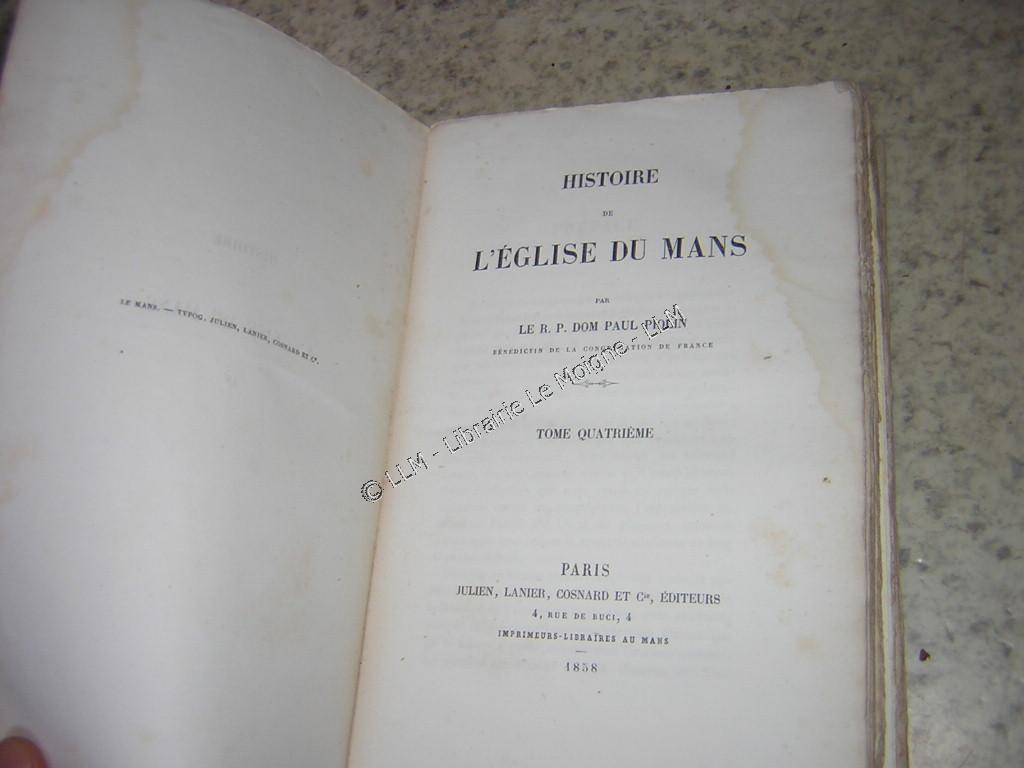 LE MANS. — TYPOG. JULIEN, LANIER, COSNARD ET Cie.
HISTOIRE
DE
L'ÉGLISE DU MANS
PAR
LE R. P. DOM PAUL PIOLIN
BÉNÉDICTIN DE LA CONGRÉGATION DE FRANCE
TOME QUATRIÈME
PARIS
JULIEN, LANIER, COSNARD ET Cie, ÉDITEURS
4, RUE DE BUCI, 4
IMPRIMEURS-LIBRAIRES AU MANS
1858
© LLM - Librairie Le Moigne - LLM